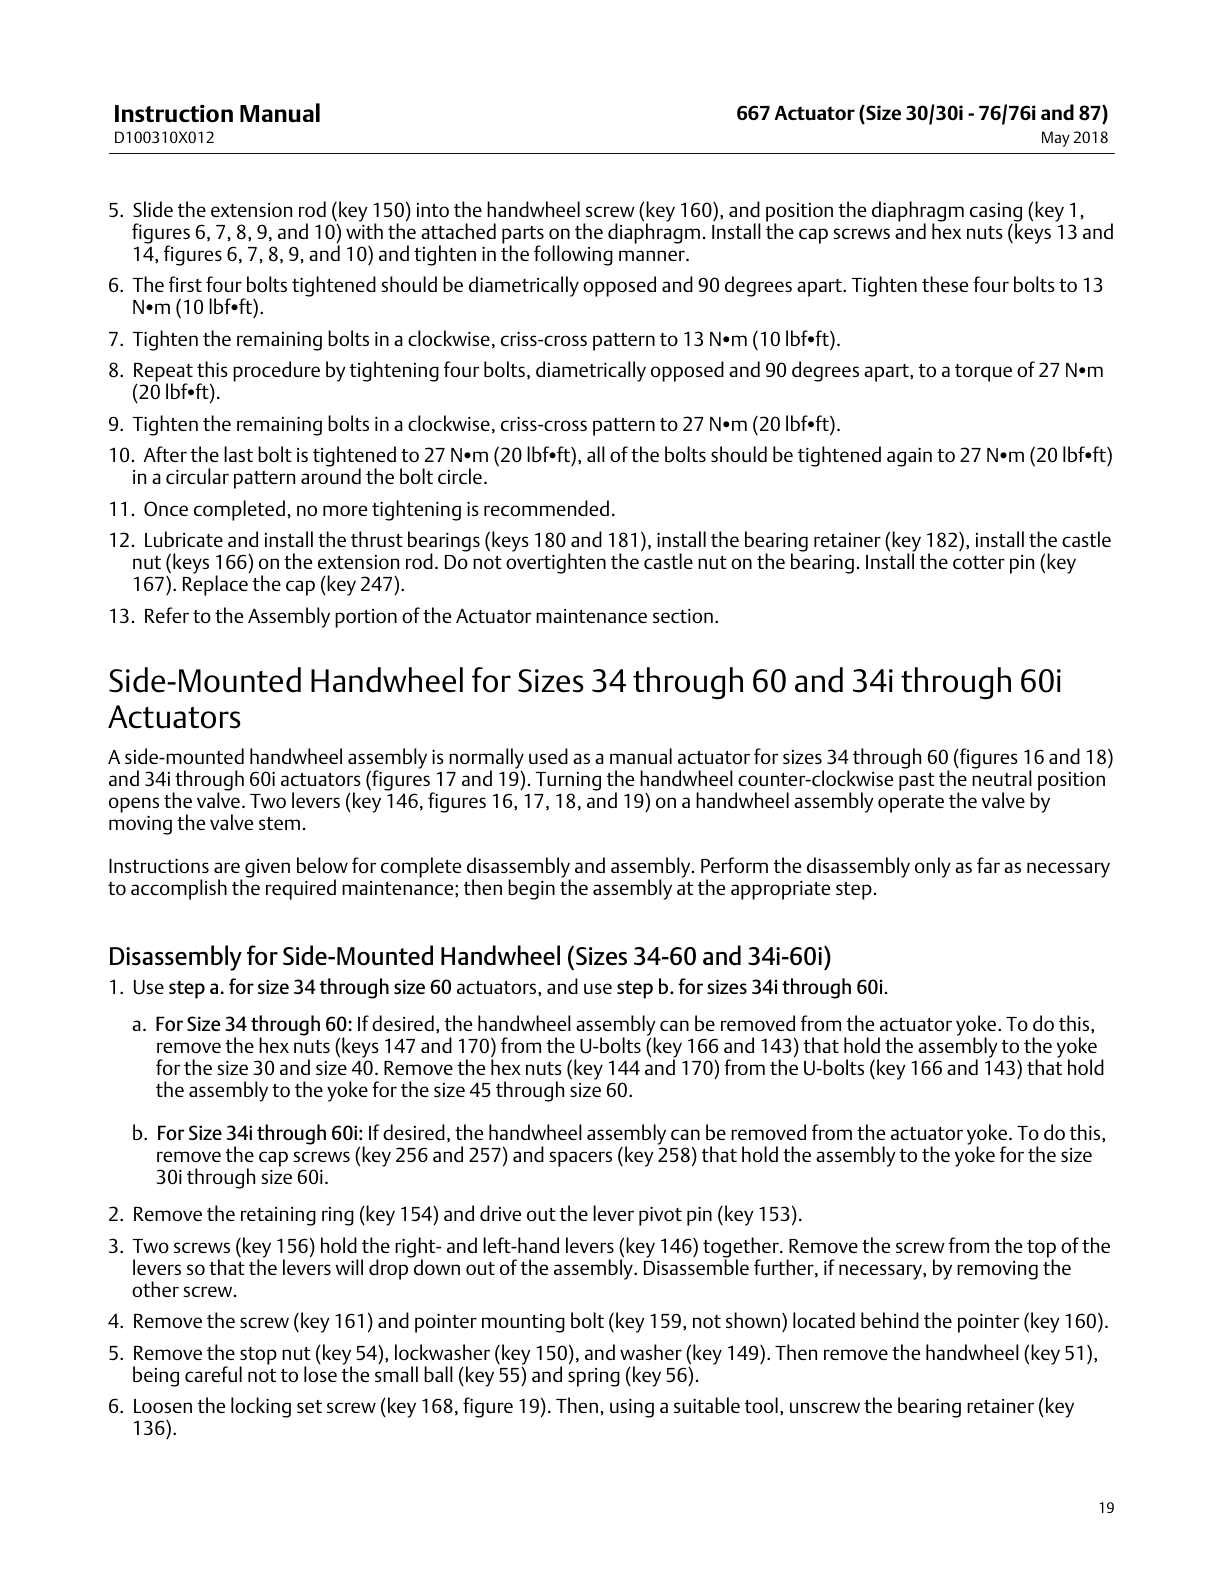 Instruction Manual
D100310X012
667 Actuator (Size 30/30i - 76/76i and 87)
May 2018
5. Slide the extension rod (key 150) into the handwheel screw (key 160), and position the diaphragm casing (key 1,
figures 6, 7, 8, 9, and 10) with the attached parts on the diaphragm. Install the cap screws and hex nuts (keys 13 and
14, figures 6, 7, 8, 9, and 10) and tighten in the following manner.
6. The first four bolts tightened should be diametrically opposed and 90 degrees apart. Tighten these four bolts to 13
N•m (10 lbf•ft).
7. Tighten the remaining bolts in a clockwise, criss-cross pattern to 13 N•m (10 lbf•ft).
8. Repeat this procedure by tightening four bolts, diametrically opposed and 90 degrees apart, to a torque of 27 N•m
(20 lbf•ft).
9. Tighten the remaining bolts in a clockwise, criss-cross pattern to 27 N•m (20 lbf•ft).
10. After the last bolt is tightened to 27 N•m (20 lbf•ft), all of the bolts should be tightened again to 27 N•m (20 lbf•ft)
in a circular pattern around the bolt circle.
11. Once completed, no more tightening is recommended.
12. Lubricate and install the thrust bearings (keys 180 and 181), install the bearing retainer (key 182), install the castle
nut (keys 166) on the extension rod. Do not overtighten the castle nut on the bearing. Install the cotter pin (key
167). Replace the cap (key 247).
13. Refer to the Assembly portion of the Actuator maintenance section.
Side-Mounted Handwheel for Sizes 34 through 60 and 34i through 60i
Actuators
A side-mounted handwheel assembly is normally used as a manual actuator for sizes 34 through 60 (figures 16 and 18)
and 34i through 60i actuators (figures 17 and 19). Turning the handwheel counter-clockwise past the neutral position
opens the valve. Two levers (key 146, figures 16, 17, 18, and 19) on a handwheel assembly operate the valve by
moving the valve stem.
Instructions are given below for complete disassembly and assembly. Perform the disassembly only as far as necessary
to accomplish the required maintenance; then begin the assembly at the appropriate step.
Disassembly for Side-Mounted Handwheel (Sizes 34-60 and 34i-60i)
1. Use step a. for size 34 through size 60 actuators, and use step b. for sizes 34i through 60i.
a. For Size 34 through 60: If desired, the handwheel assembly can be removed from the actuator yoke. To do this,
remove the hex nuts (keys 147 and 170) from the U-bolts (key 166 and 143) that hold the assembly to the yoke
for the size 30 and size 40. Remove the hex nuts (key 144 and 170) from the U-bolts (key 166 and 143) that hold
the assembly to the yoke for the size 45 through size 60.
b. For Size 34i through 60i: If desired, the handwheel assembly can be removed from the actuator yoke. To do this,
remove the cap screws (key 256 and 257) and spacers (key 258) that hold the assembly to the yoke for the size
30i through size 60i.
2. Remove the retaining ring (key 154) and drive out the lever pivot pin (key 153).
3. Two screws (key 156) hold the right- and left-hand levers (key 146) together. Remove the screw from the top of the
levers so that the levers will drop down out of the assembly. Disassemble further, if necessary, by removing the
other screw.
4. Remove the screw (key 161) and pointer mounting bolt (key 159, not shown) located behind the pointer (key 160).
5. Remove the stop nut (key 54), lockwasher (key 150), and washer (key 149). Then remove the handwheel (key 51),
being careful not to lose the small ball (key 55) and spring (key 56).
6. Loosen the locking set screw (key 168, figure 19). Then, using a suitable tool, unscrew the bearing retainer (key
136).
19